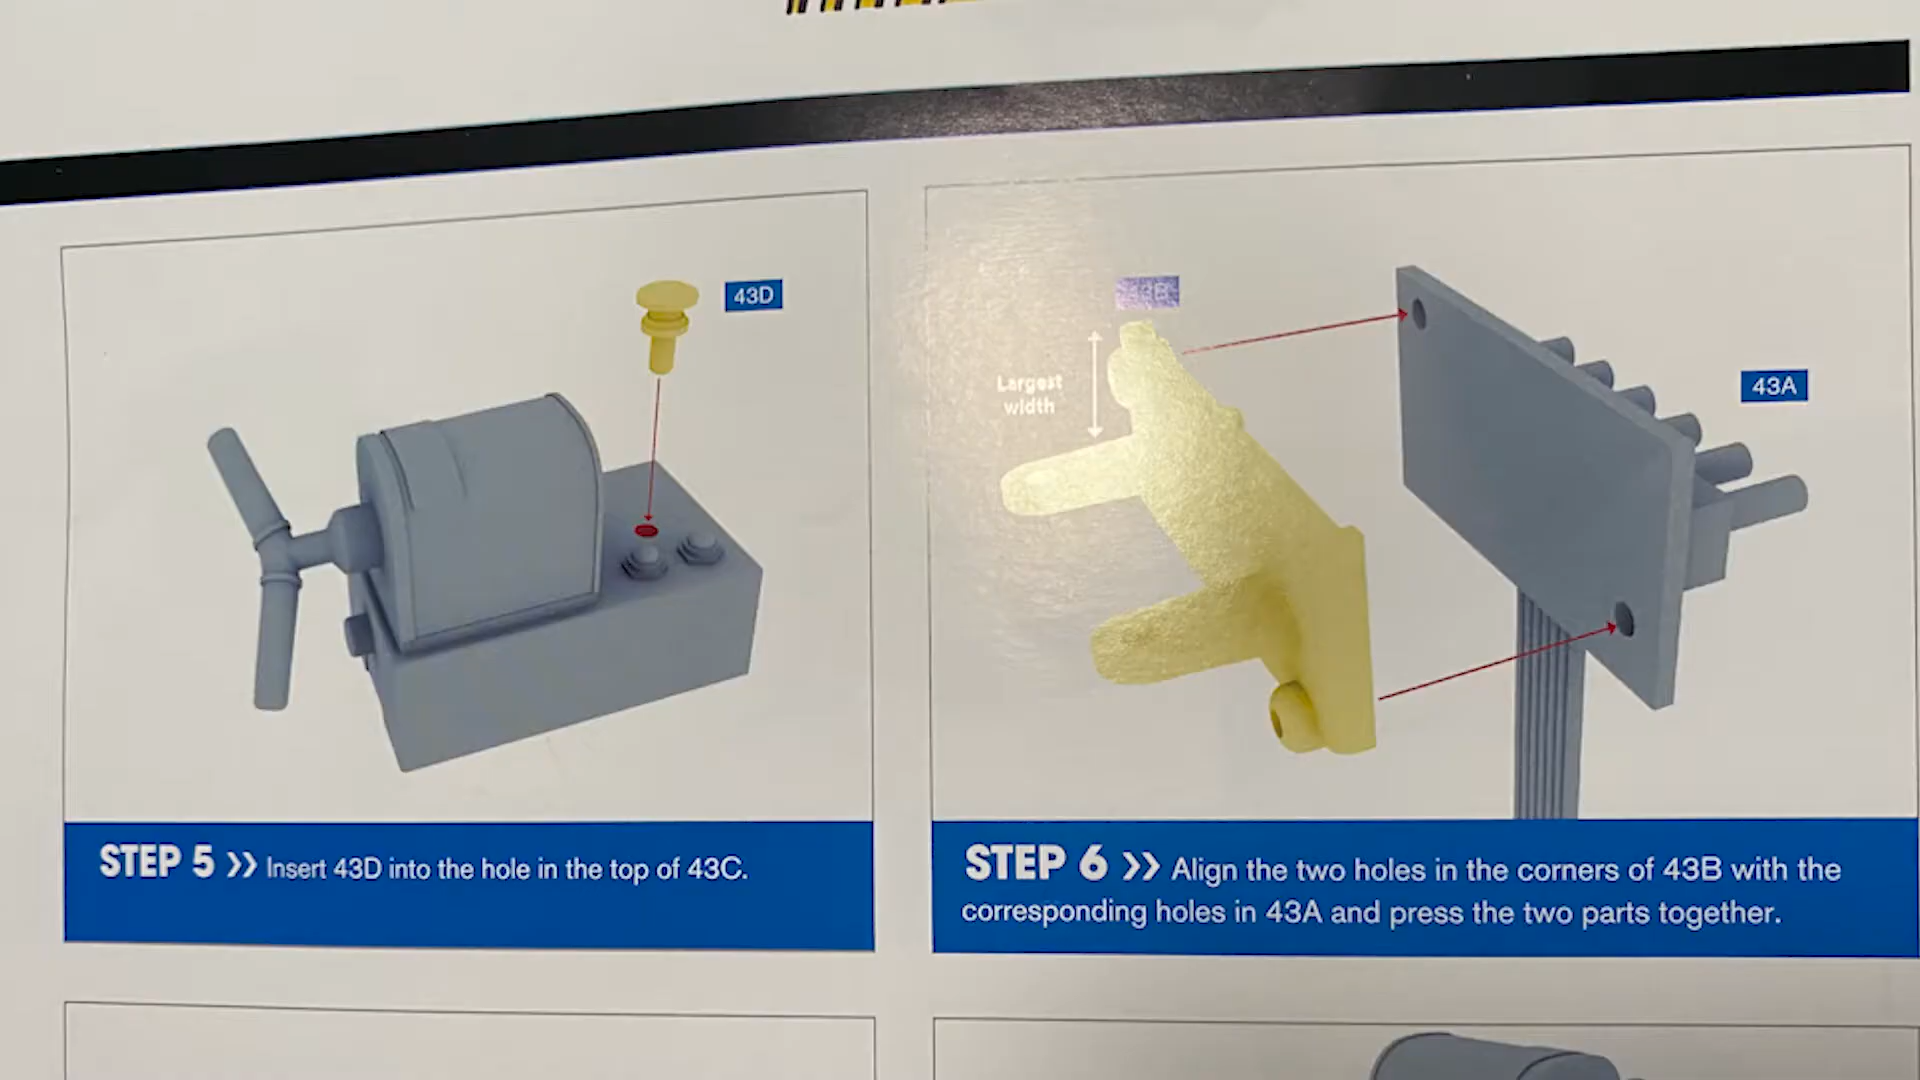 43D
43B
Largest
width
43A
STEP 5 >> Insert 43D into the hole in the top of 43C.
STEP 6 >> Align the two holes in the corners of 43B with the
corresponding holes in 43A and press the two parts together.